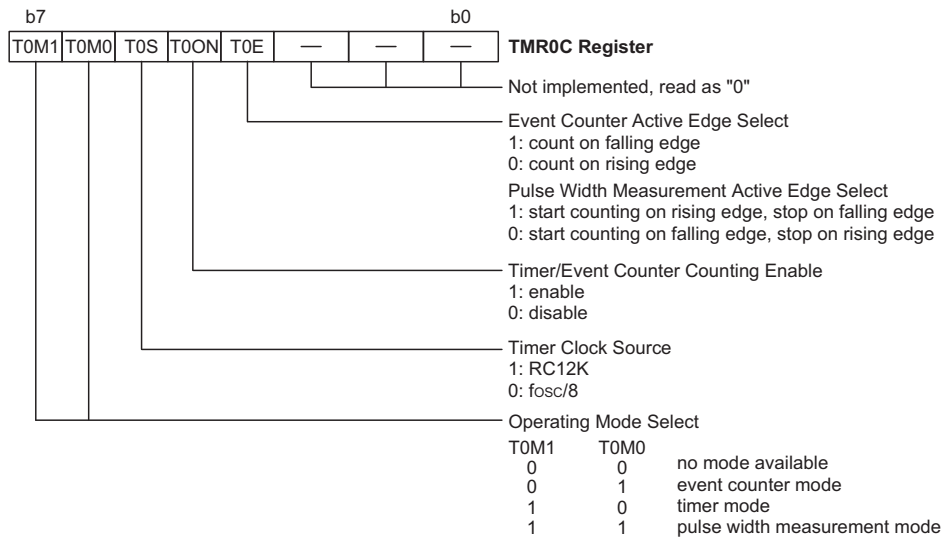 b7 b0
T0M1 T0M0 T0S T0ON T0E — — — TMR0C Register
Not implemented, read as "0"
Event Counter Active Edge Select
1: count on falling edge
0: count on rising edge
Pulse Width Measurement Active Edge Select
1: start counting on rising edge, stop on falling edge
0: start counting on falling edge, stop on rising edge
Timer/Event Counter Counting Enable
1: enable
0: disable
Timer Clock Source
1: RC12K
0: fOSC/8
Operating Mode Select
T0M1 T0M0
0 0 no mode available
0 1 event counter mode
1 0 timer mode
1 1 pulse width measurement mode